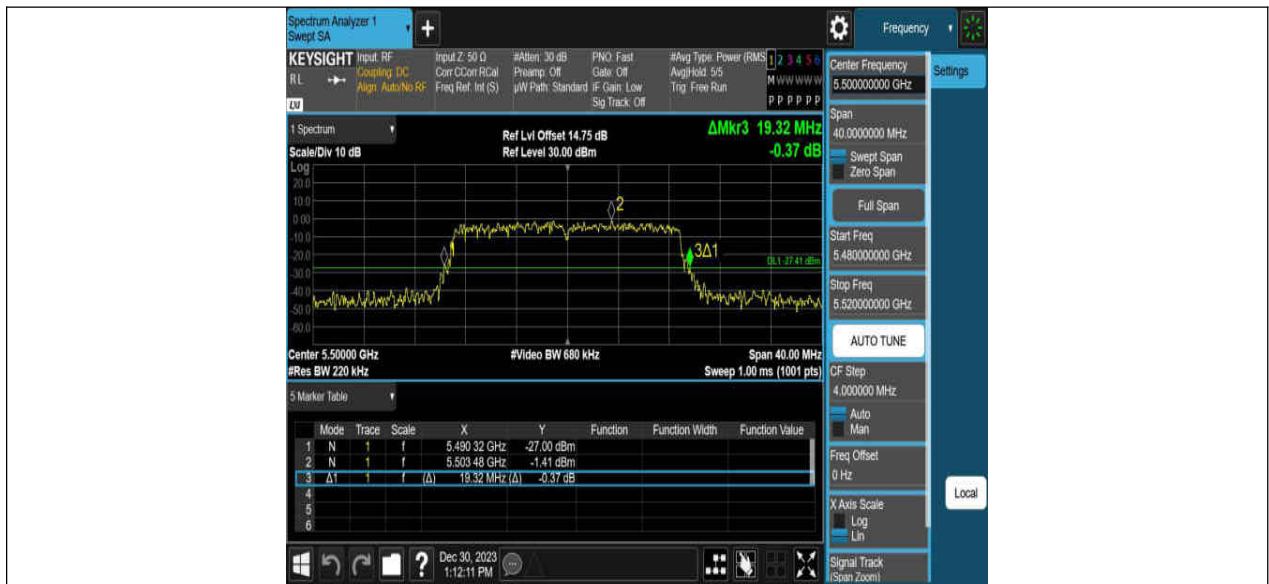 Spectrum Analyzer 1
Swept SA
+
Frequency
KEYSIGHT
RL
LXI
Input: RF
Coupling: DC
Align: Auto/No RF
Input Z: 50 Ω
Corr CCorr RCal
Freq Ref: Int (S)
#Atten: 30 dB
Preamp: Off
µW Path: Standard
PNO: Fast
Gate: Off
IF Gain: Low
Sig Track: Off
#Avg Type: Power (RMS
Avg|Hold: 5/5
Trig: Free Run
1 2 3 4 5 6
M W W W W W
P P P P P P
1 Spectrum
Scale/Div 10 dB
Ref Lvl Offset 14.75 dB
Ref Level 30.00 dBm
ΔMkr3 19.32 MHz
-0.37 dB
Log
20.0
10.0
0.00
-10.0
-20.0
-30.0
-40.0
-50.0
-60.0
2
3Δ1
DL1 -27.41 dBm
Center 5.50000 GHz
#Video BW 680 kHz
Span 40.00 MHz
#Res BW 220 kHz
Sweep 1.00 ms (1001 pts)
5 Marker Table
Mode Trace Scale X Y Function Function Width Function Value
1 N 1 f 5.490 32 GHz -27.00 dBm
2 N 1 f 5.503 48 GHz -1.41 dBm
3 Δ1 1 f (Δ) 19.32 MHz (Δ) -0.37 dB
4
5
6
?
Dec 30, 2023
1:12:11 PM
Center Frequency
5.500000000 GHz
Settings
Span
40.0000000 MHz
Swept Span
Zero Span
Full Span
Start Freq
5.480000000 GHz
Stop Freq
5.520000000 GHz
AUTO TUNE
CF Step
4.000000 MHz
Auto
Man
Freq Offset
0 Hz
X Axis Scale
Log
Lin
Signal Track
(Span Zoom)
Local